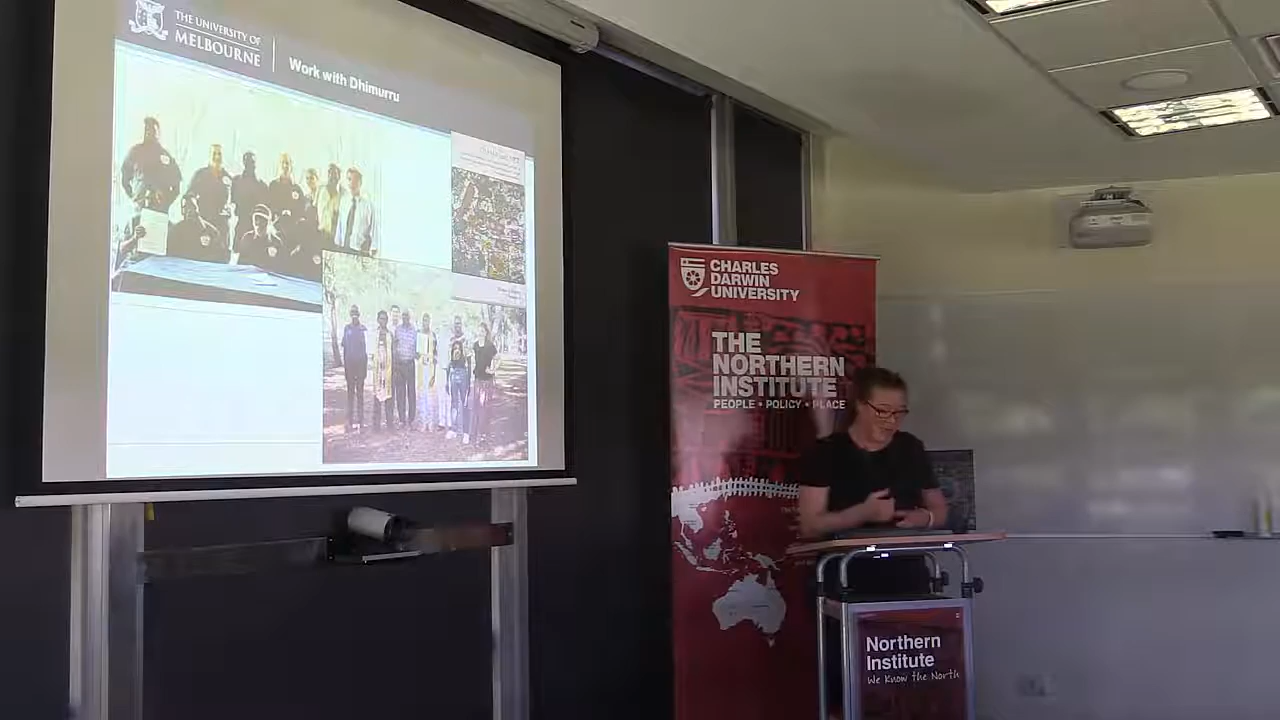 THE UNIVERSITY OF
MELBOURNE
Work with Dhimurru
CHARLES
DARWIN
UNIVERSITY
THE
NORTHERN
INSTITUTE
PEOPLE • POLICY • PLACE
Northern
Institute
We Know the North